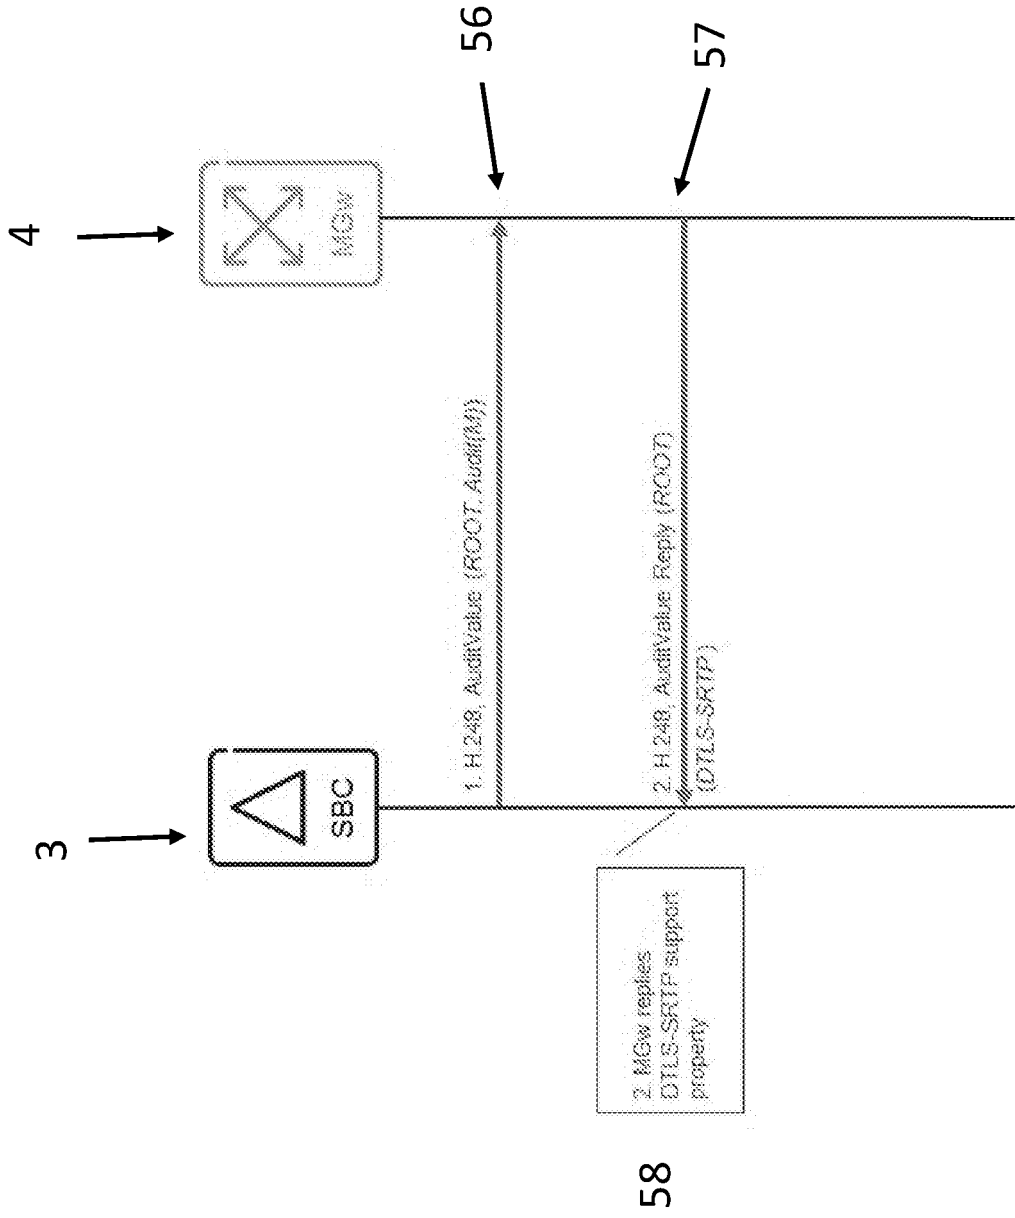 3
4
SBC
MGw
1. H.248, AuditValue (ROOT, Audit(M))
56
2. H.248, AuditValue Reply (ROOT)
(DTLS-SRTP)
57
2. MGw replies
DTLS-SRTP support
property
58